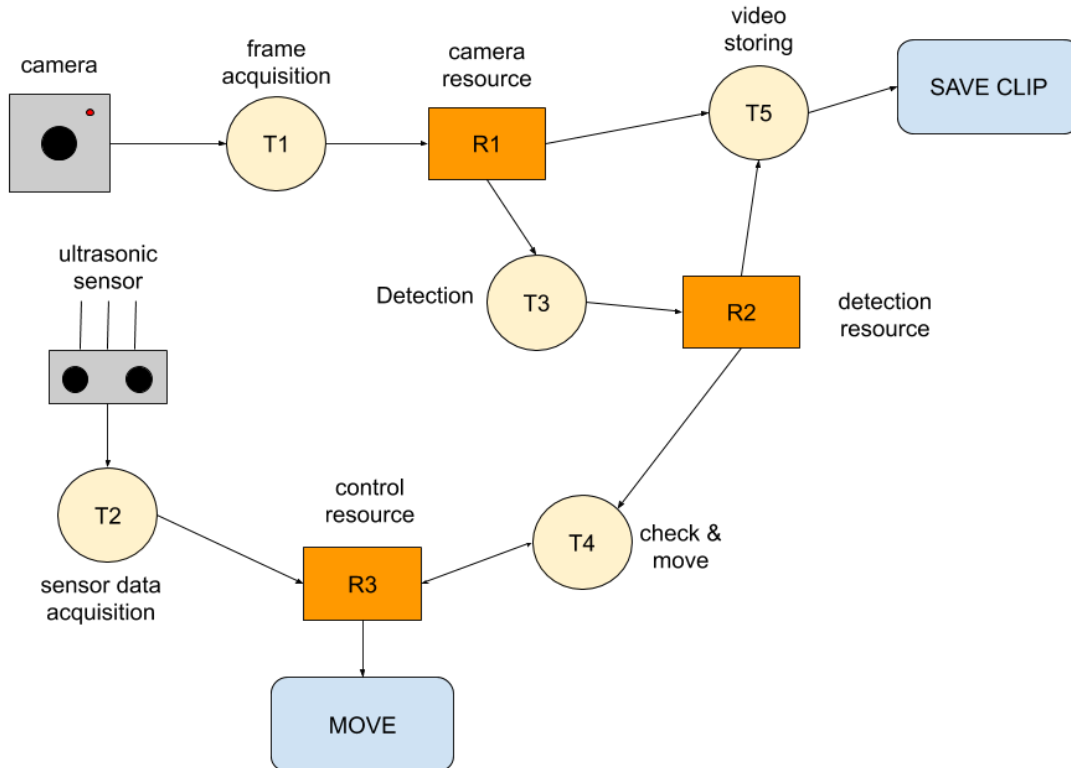 camera
frame
acquisition
camera
resource
video
storing
T1
R1
T5
SAVE CLIP
ultrasonic
sensor
Detection
T3
R2
detection
resource
T2
sensor data
acquisition
control
resource
R3
T4
check &
move
MOVE